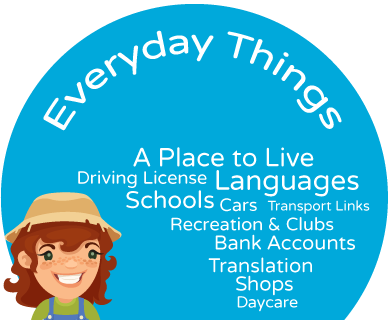 Everyday Things
A Place to Live
Driving License Languages
Schools Cars Transport Links
Recreation & Clubs
Bank Accounts
Translation
Shops
Daycare